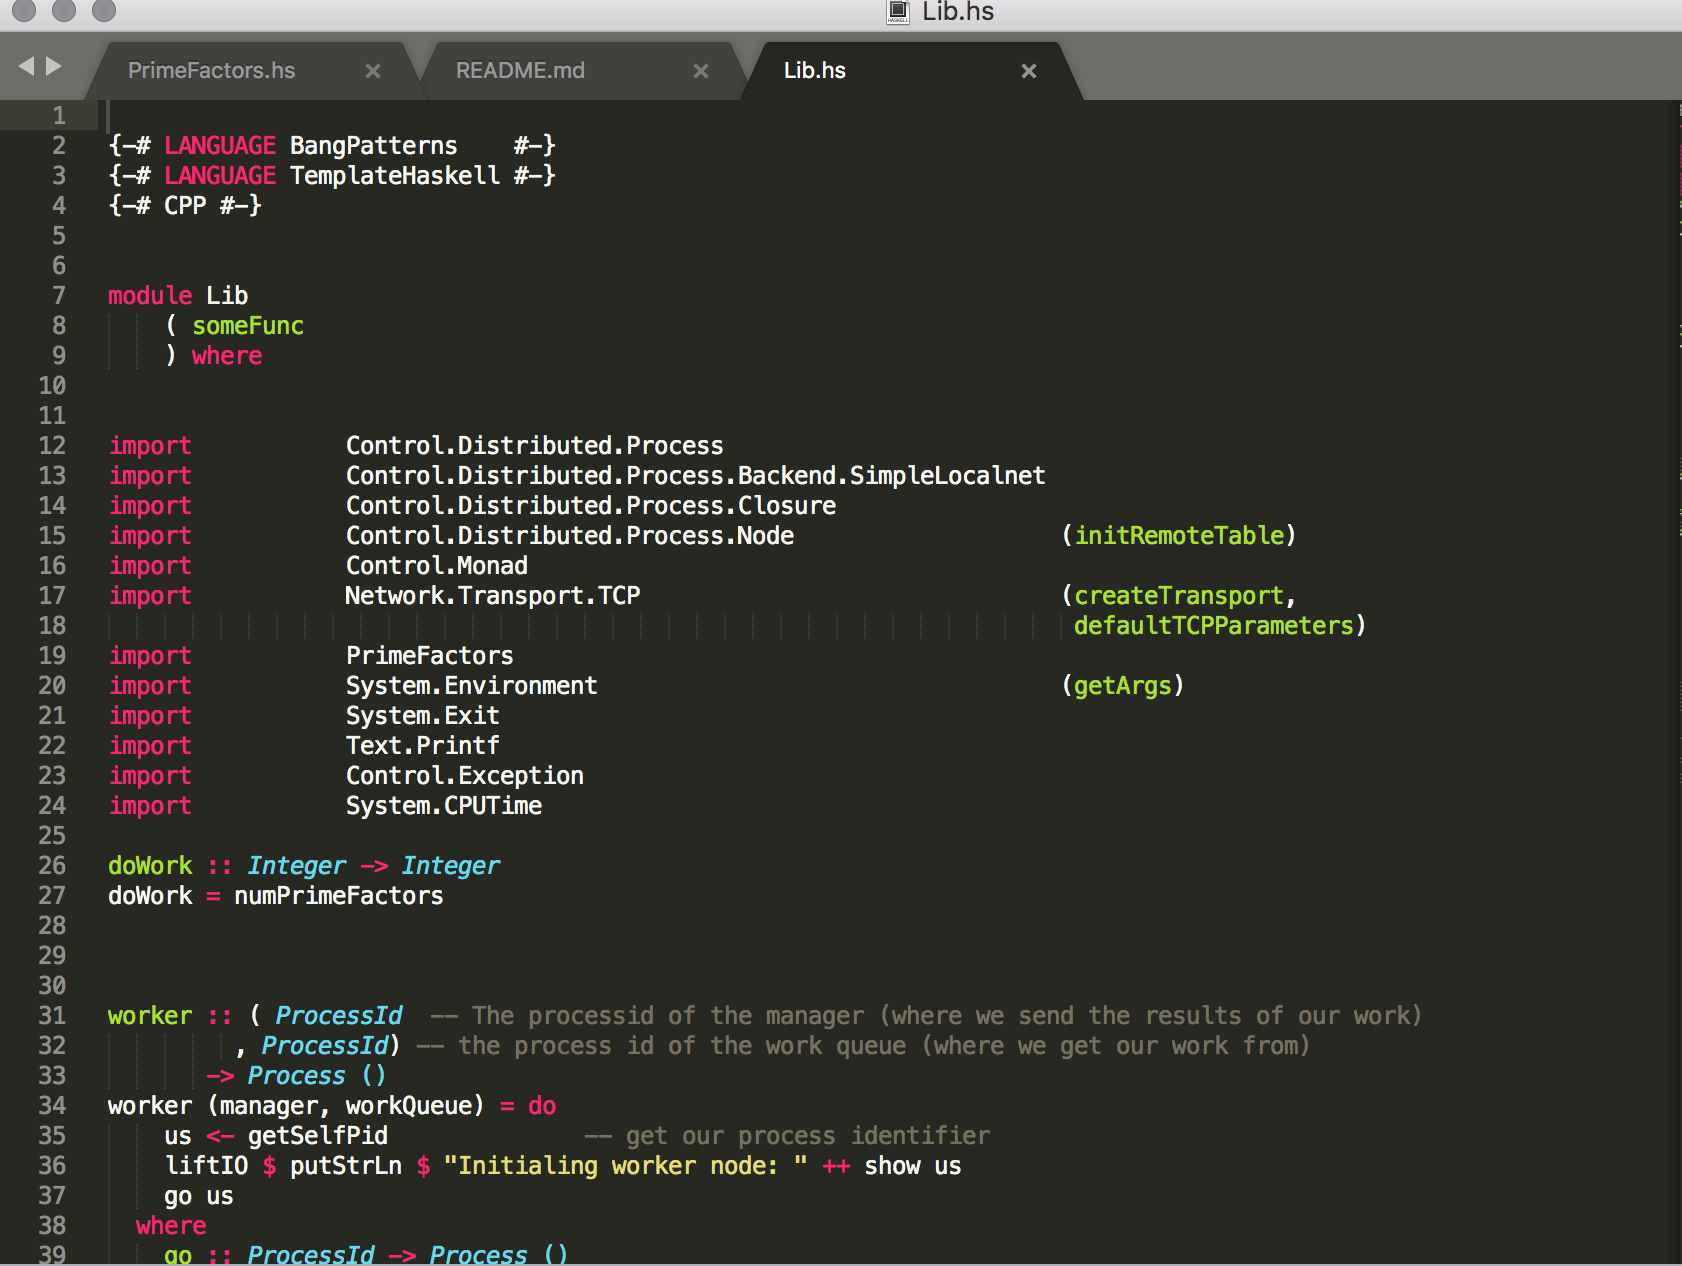 Lib.hs
PrimeFactors.hs × README.md × Lib.hs ×
1
2 {-# LANGUAGE BangPatterns    #-}
3 {-# LANGUAGE TemplateHaskell #-}
4 {-# CPP #-}
5
6
7 module Lib
8     ( someFunc
9     ) where
10
11
12 import           Control.Distributed.Process
13 import           Control.Distributed.Process.Backend.SimpleLocalnet
14 import           Control.Distributed.Process.Closure
15 import           Control.Distributed.Process.Node                   (initRemoteTable)
16 import           Control.Monad
17 import           Network.Transport.TCP                              (createTransport,
18                                                                      defaultTCPParameters)
19 import           PrimeFactors
20 import           System.Environment                                 (getArgs)
21 import           System.Exit
22 import           Text.Printf
23 import           Control.Exception
24 import           System.CPUTime
25
26 doWork :: Integer -> Integer
27 doWork = numPrimeFactors
28
29
30
31 worker :: ( ProcessId  -- The processid of the manager (where we send the results of our work)
32          , ProcessId) -- the process id of the work queue (where we get our work from)
33        -> Process ()
34 worker (manager, workQueue) = do
35     us <- getSelfPid              -- get our process identifier
36     liftIO $ putStrLn $ "Initialing worker node: " ++ show us
37     go us
38   where
39     go :: ProcessId -> Process ()